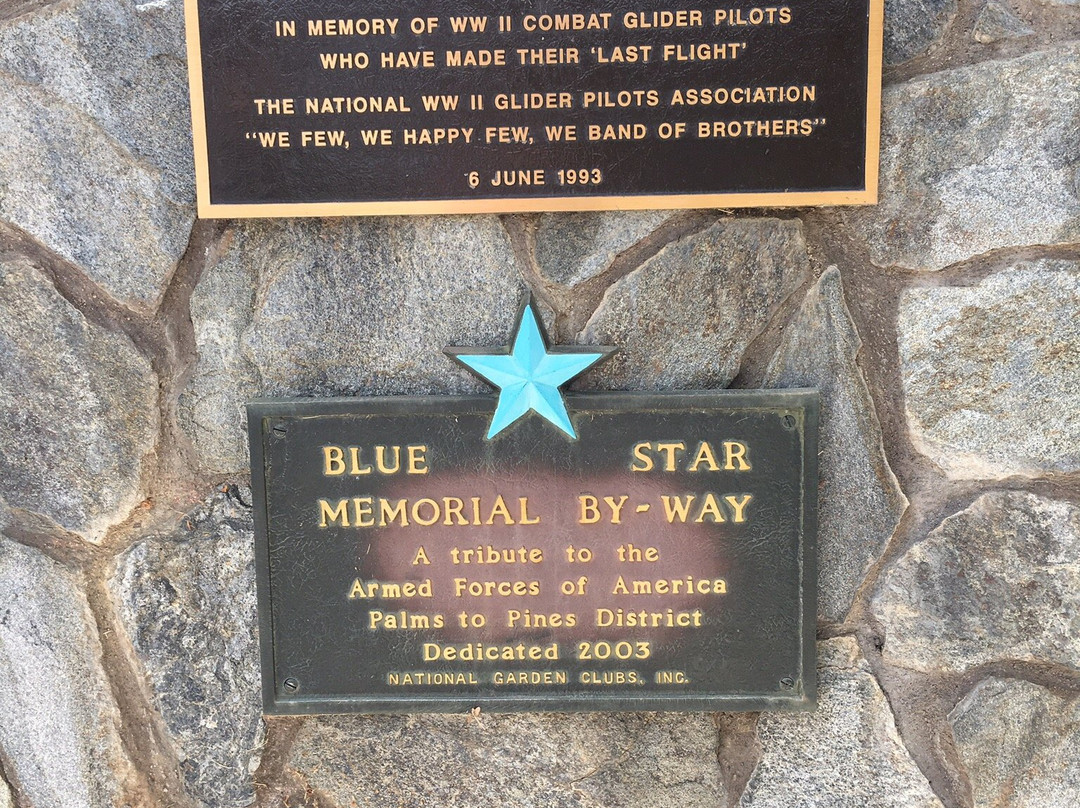 IN MEMORY OF WW II COMBAT GLIDER PILOTS
WHO HAVE MADE THEIR ‘LAST FLIGHT’
THE NATIONAL WW II GLIDER PILOTS ASSOCIATION
“WE FEW, WE HAPPY FEW, WE BAND OF BROTHERS”
6 JUNE 1993
BLUE STAR
MEMORIAL BY-WAY
A tribute to the
Armed Forces of America
Palms to Pines District
Dedicated 2003
NATIONAL GARDEN CLUBS, INC.